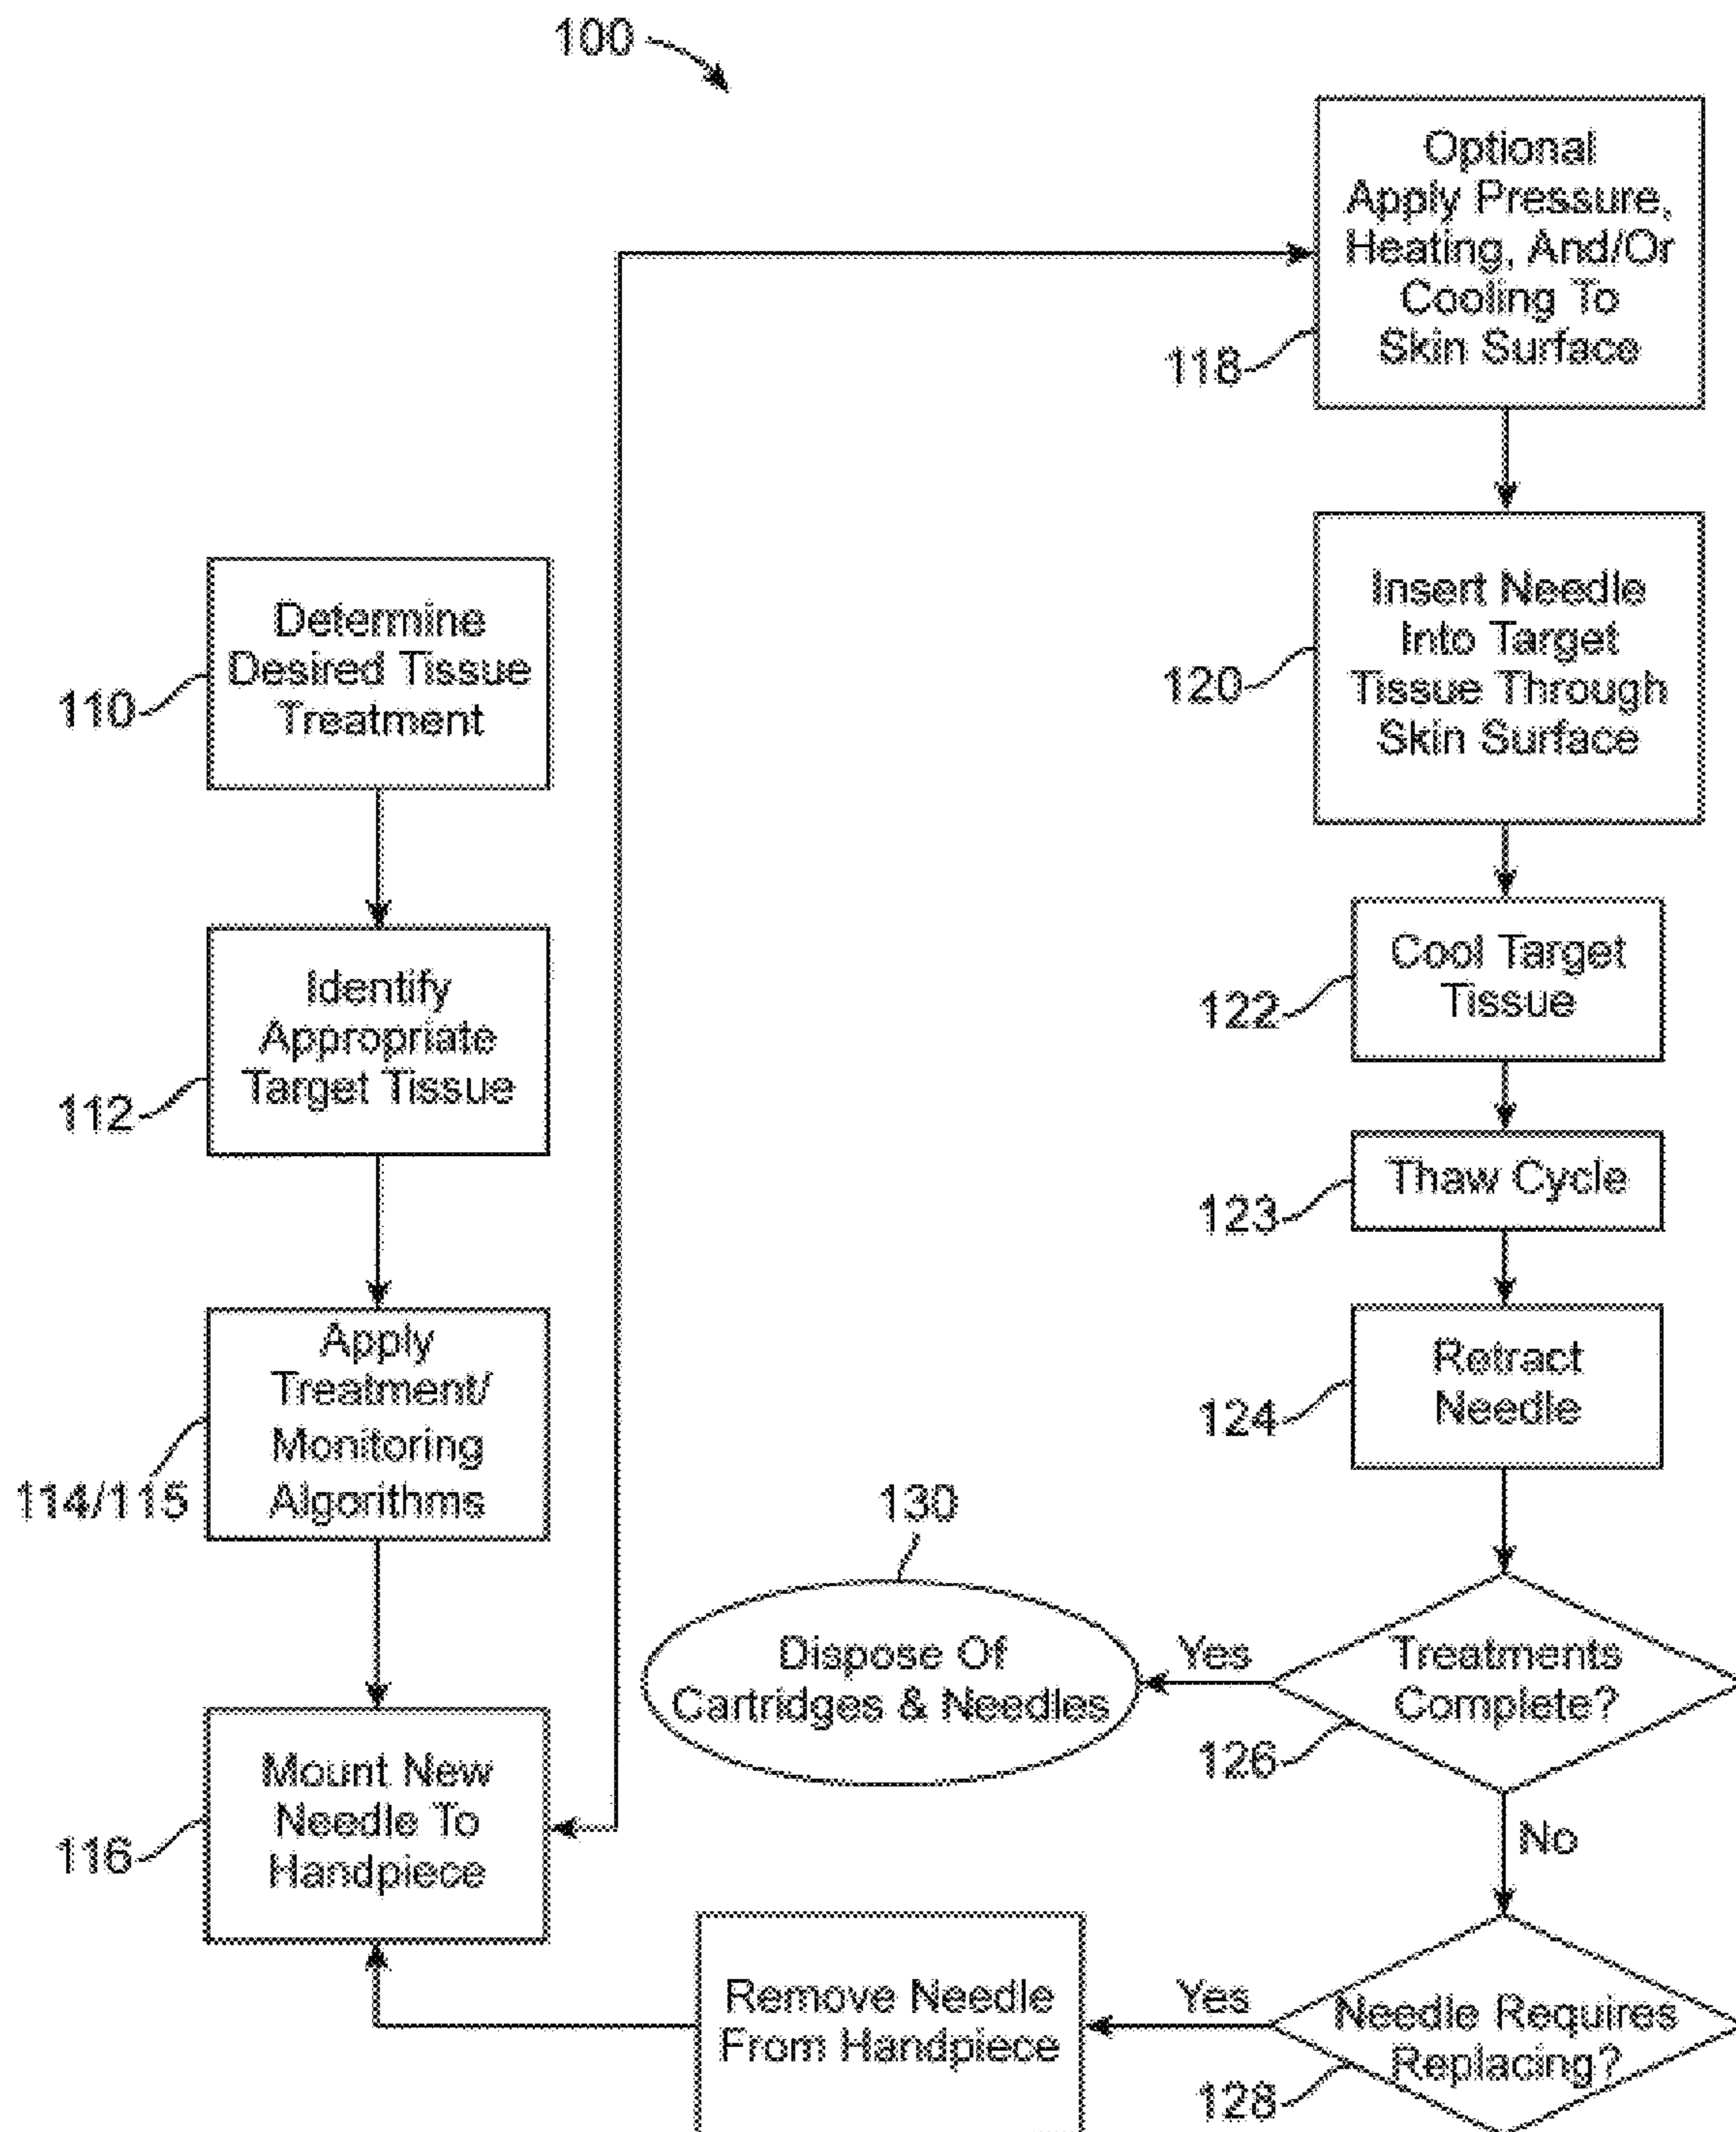 100
Optional
Apply Pressure,
Heating, And/Or
Cooling To
Skin Surface
118
Insert Needle
Into Target
Tissue Through
Skin Surface
120
Determine
Desired Tissue
Treatment
110
Cool Target
Tissue
122
Identify
Appropriate
Target Tissue
112
Thaw Cycle
123
Retract
Needle
124
Apply
Treatment/
Monitoring
Algorithms
114/115
130
Dispose Of
Cartridges & Needles
Yes
Treatments
Complete?
126
No
Mount New
Needle To
Handpiece
116
Remove Needle
From Handpiece
Yes
Needle Requires
Replacing?
128